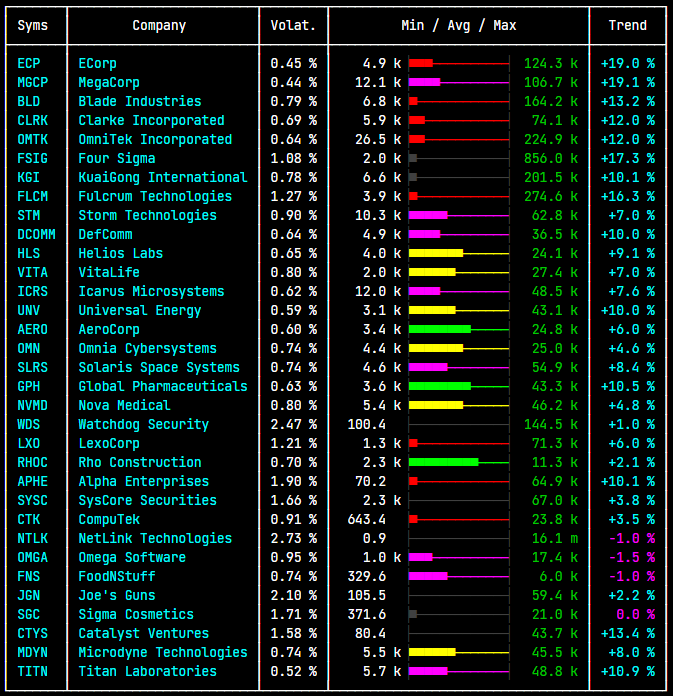 Syms Company Volat. Min / Avg / Max Trend
ECP ECorp 0.45 % 4.9 k 124.3 k +19.0 %
MGCP MegaCorp 0.44 % 12.1 k 106.7 k +19.1 %
BLD Blade Industries 0.79 % 6.8 k 164.2 k +13.2 %
CLRK Clarke Incorporated 0.69 % 5.9 k 74.1 k +12.0 %
OMTK OmniTek Incorporated 0.64 % 26.5 k 224.9 k +12.0 %
FSIG Four Sigma 1.08 % 2.0 k 856.0 k +17.3 %
KGI KuaiGong International 0.78 % 6.6 k 201.5 k +10.1 %
FLCM Fulcrum Technologies 1.27 % 3.9 k 274.6 k +16.3 %
STM Storm Technologies 0.90 % 10.3 k 62.8 k +7.0 %
DCOMM DefComm 0.64 % 4.9 k 36.5 k +10.0 %
HLS Helios Labs 0.65 % 4.0 k 24.1 k +9.1 %
VITA VitaLife 0.80 % 2.0 k 27.4 k +7.0 %
ICRS Icarus Microsystems 0.62 % 12.0 k 48.5 k +7.6 %
UNV Universal Energy 0.59 % 3.1 k 43.1 k +10.0 %
AERO AeroCorp 0.60 % 3.4 k 24.8 k +6.0 %
OMN Omnia Cybersystems 0.74 % 4.4 k 25.0 k +4.6 %
SLRS Solaris Space Systems 0.74 % 4.6 k 54.9 k +8.4 %
GPH Global Pharmaceuticals 0.63 % 3.6 k 43.3 k +10.5 %
NVMD Nova Medical 0.80 % 5.4 k 46.2 k +4.8 %
WDS Watchdog Security 2.47 % 100.4 144.5 k +1.0 %
LXO LexoCorp 1.21 % 1.3 k 71.3 k +6.0 %
RHOC Rho Construction 0.70 % 2.3 k 11.3 k +2.1 %
APHE Alpha Enterprises 1.90 % 10.2 k 64.9 k +10.1 %
SYSC SysCore Securities 1.66 % 2.3 k 67.0 k +3.8 %
CTK CompuTek 0.91 % 643.4 23.8 k +3.5 %
NTLK NetLink Technologies 2.73 % 0.9 16.1 m -1.0 %
OMGA Omega Software 0.95 % 1.0 k 17.4 k -1.5 %
FNS FoodNStuff 0.74 % 329.6 6.0 k -1.0 %
JGN Joe's Guns 2.10 % 105.5 59.4 k +2.2 %
SGC Sigma Cosmetics 1.71 % 371.6 21.0 k 0.0 %
CTYS Catalyst Ventures 1.58 % 80.4 43.7 k +13.4 %
MDYN Microdyne Technologies 0.74 % 5.5 k 45.5 k +8.0 %
TITN Titan Laboratories 0.52 % 5.7 k 48.8 k +10.9 %